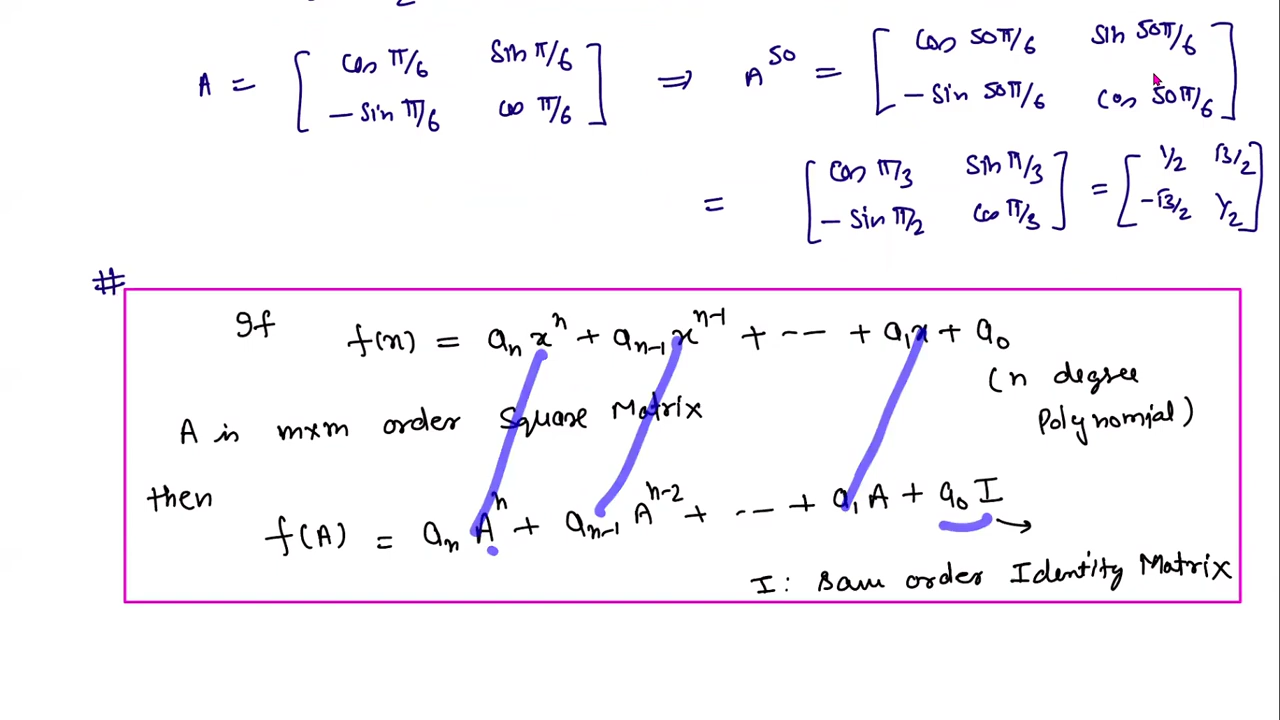 A = [ cos π/6 sin π/6 ; - sin π/6 cos π/6 ] ⇒ A^50 = [ cos 50π/6 sin 50π/6 ; - sin 50π/6 cos 50π/6 ]
= [ cos π/3 sin π/3 ; - sin π/2 cos π/3 ] = [ 1/2 √3/2 ; -√3/2 1/2 ]
#
If f(n) = a_n x^n + a_{n-1} x^{n-1} + -- + a_1 x + a_0
(n degree
A is m×m order Square Matrix
Polynomial)
then
f(A) = a_n A^n + a_{n-1} A^{n-2} + -- + a_1 A + a_0 I →
I: sam order Identity Matrix